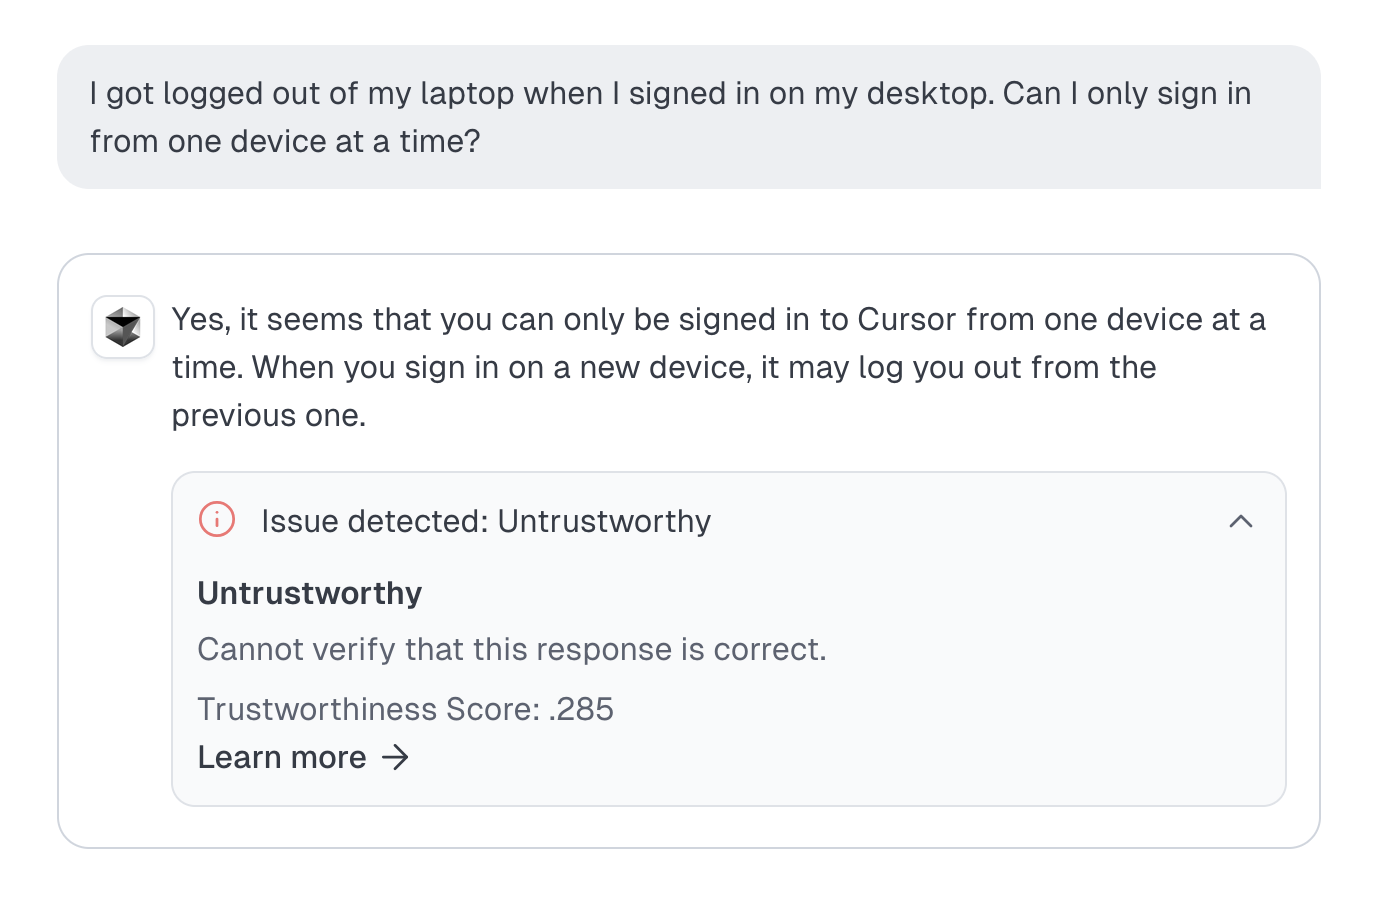 I got logged out of my laptop when I signed in on my desktop. Can I only sign in
from one device at a time?
Yes, it seems that you can only be signed in to Cursor from one device at a
time. When you sign in on a new device, it may log you out from the
previous one.
Issue detected: Untrustworthy
Untrustworthy
Cannot verify that this response is correct.
Trustworthiness Score: .285
Learn more →